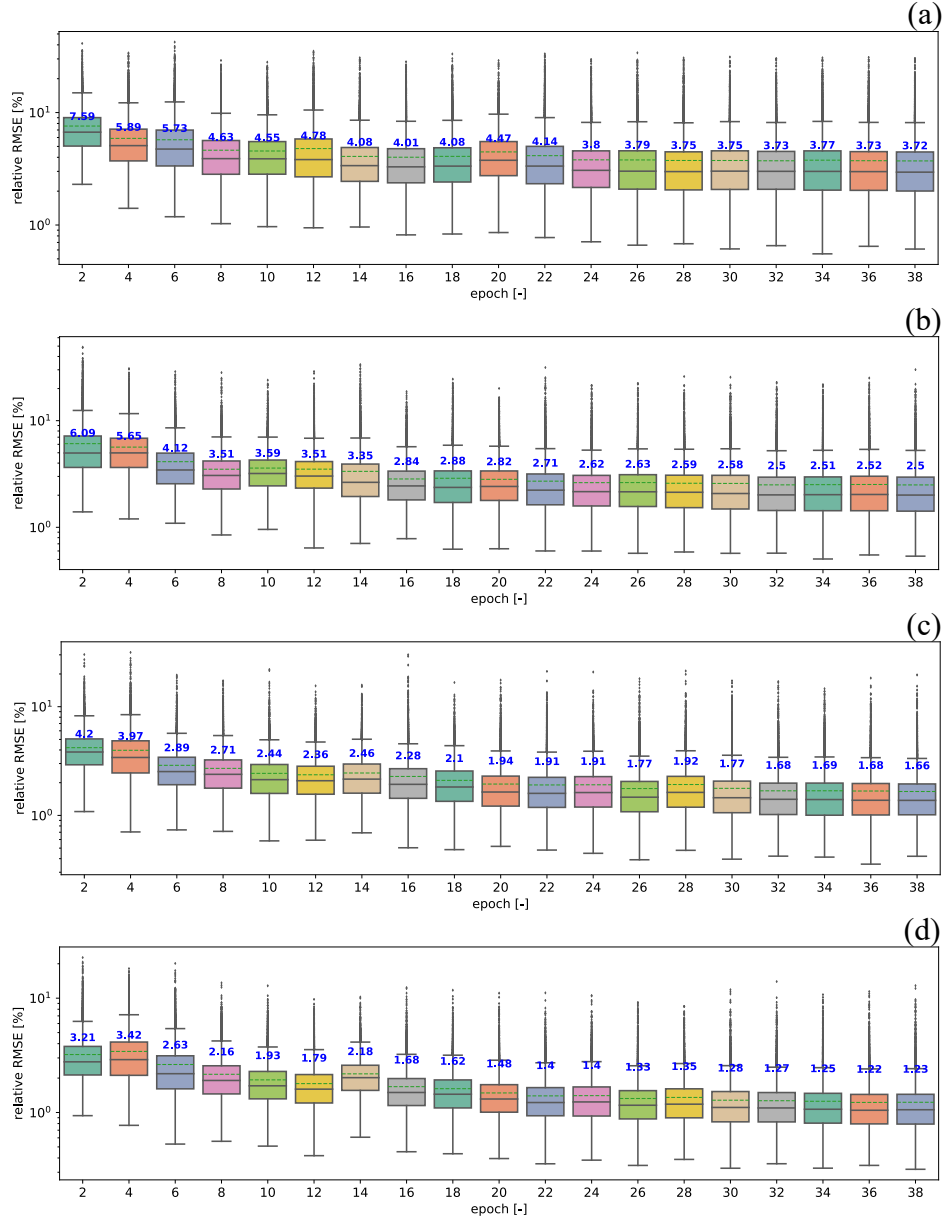 (a)
relative RMSE [%]
10¹
10⁰
7.59 5.89 5.73 4.63 4.55 4.78 4.08 4.01 4.08 4.47 4.14 3.8 3.79 3.75 3.75 3.73 3.77 3.73 3.72
2 4 6 8 10 12 14 16 18 20 22 24 26 28 30 32 34 36 38
epoch [-]
(b)
relative RMSE [%]
10¹
10⁰
6.09 5.65 4.12 3.51 3.59 3.51 3.35 2.84 2.88 2.82 2.71 2.62 2.63 2.59 2.58 2.5 2.51 2.52 2.5
2 4 6 8 10 12 14 16 18 20 22 24 26 28 30 32 34 36 38
epoch [-]
(c)
relative RMSE [%]
10¹
10⁰
4.2 3.97 2.89 2.71 2.44 2.36 2.46 2.28 2.1 1.94 1.91 1.91 1.77 1.92 1.77 1.68 1.69 1.68 1.66
2 4 6 8 10 12 14 16 18 20 22 24 26 28 30 32 34 36 38
epoch [-]
(d)
relative RMSE [%]
10¹
10⁰
3.21 3.42 2.63 2.16 1.93 1.79 2.18 1.68 1.62 1.48 1.4 1.4 1.33 1.35 1.28 1.27 1.25 1.22 1.23
2 4 6 8 10 12 14 16 18 20 22 24 26 28 30 32 34 36 38
epoch [-]